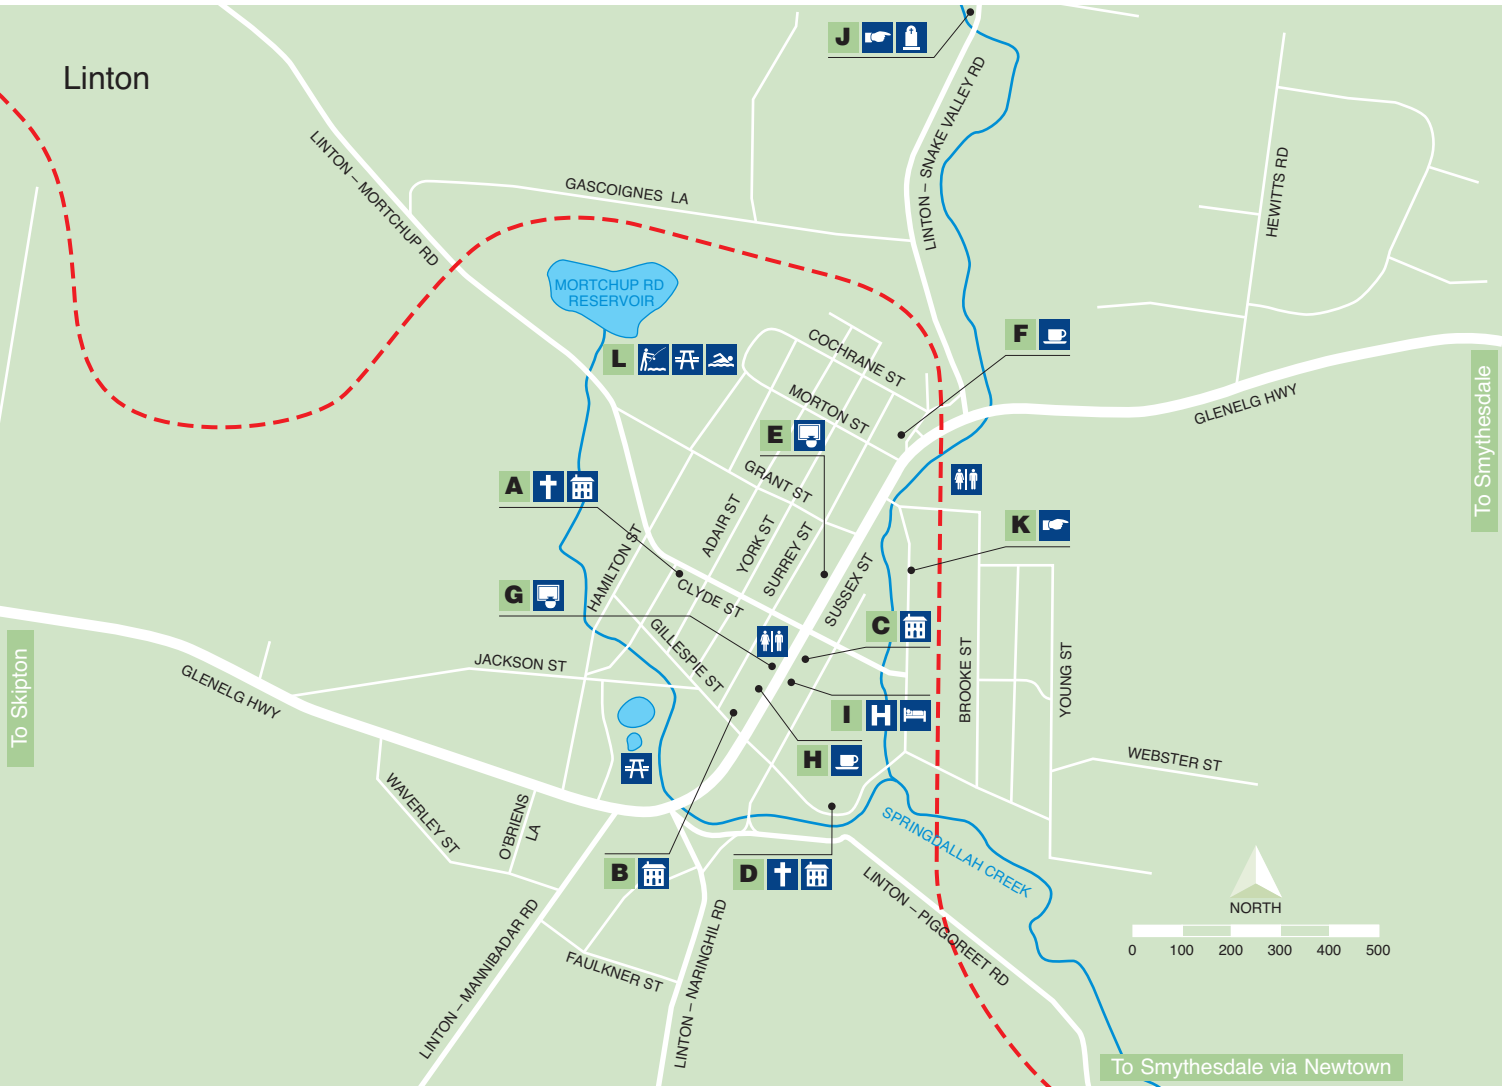 Linton
J
LINTON – SNAKE VALLEY RD
LINTON – MORTCHUP RD
GASCOIGNES LA
HEWITTS RD
MORTCHUP RD
RESERVOIR
L
COCHRANE ST
F
MORTON ST
GLENELG HWY
To Smythesdale
E
GRANT ST
A
ADAIR ST
YORK ST
SURREY ST
K
HAMILTON ST
CLYDE ST
SUSSEX ST
G
C
GILLESPIE ST
JACKSON ST
BROOKE ST
YOUNG ST
To Skipton
GLENELG HWY
I H
H
WEBSTER ST
WAVERLEY ST
O'BRIENS
LA
SPRINGDALLAH CREEK
B
D
LINTON – PIGGOREET RD
NORTH
0 100 200 300 400 500
LINTON – MANNIBADAR RD
FAULKNER ST
LINTON – NARINGHIL RD
To Smythesdale via Newtown